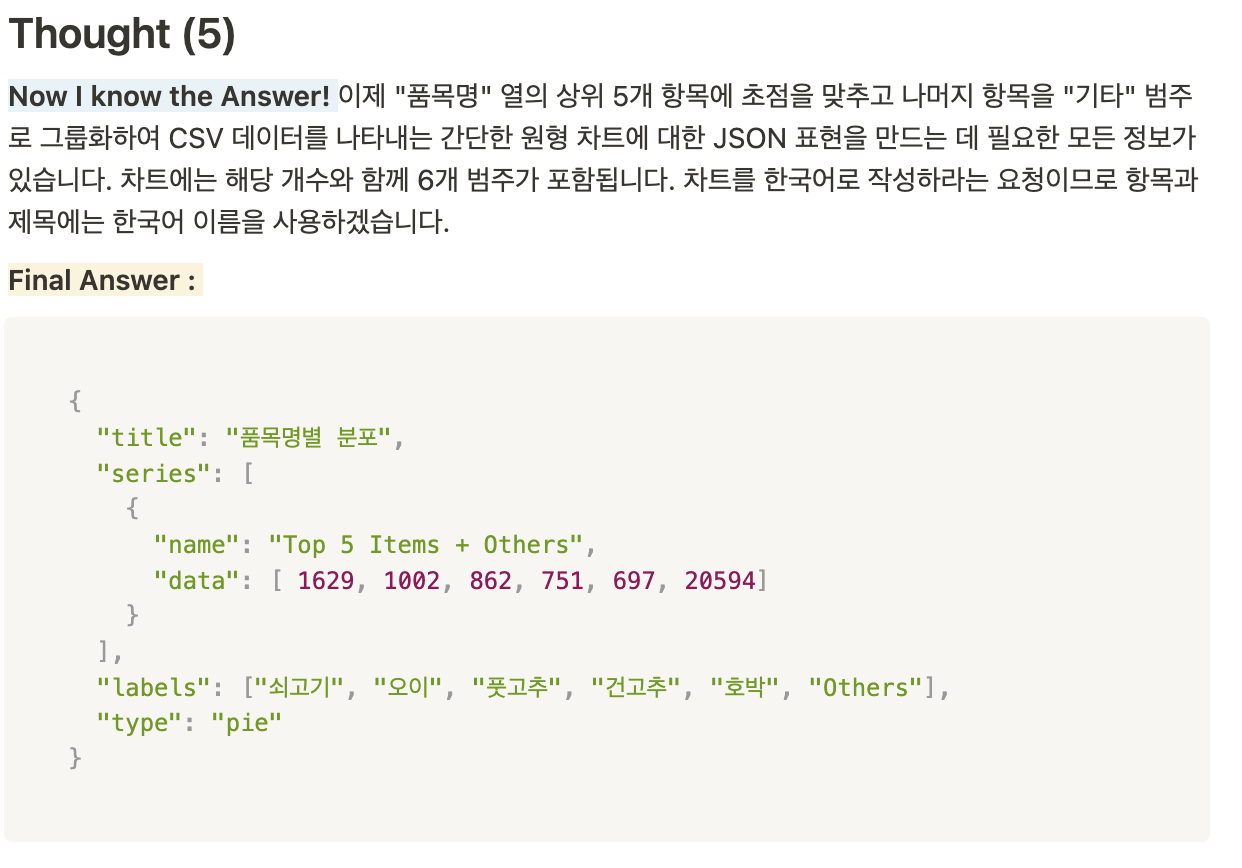 Thought (5)
Now I know the Answer! 이제 "품목명" 열의 상위 5개 항목에 초점을 맞추고 나머지 항목을 "기타" 범주
로 그룹화하여 CSV 데이터를 나타내는 간단한 원형 차트에 대한 JSON 표현을 만드는 데 필요한 모든 정보가
있습니다. 차트에는 해당 개수와 함께 6개 범주가 포함됩니다. 차트를 한국어로 작성하라는 요청이므로 항목과
제목에는 한국어 이름을 사용하겠습니다.
Final Answer :
{
"title": "품목명별 분포",
"series": [
{
"name": "Top 5 Items + Others",
"data": [ 1629, 1002, 862, 751, 697, 20594]
}
],
"labels": ["쇠고기", "오이", "풋고추", "건고추", "호박", "Others"],
"type": "pie"
}